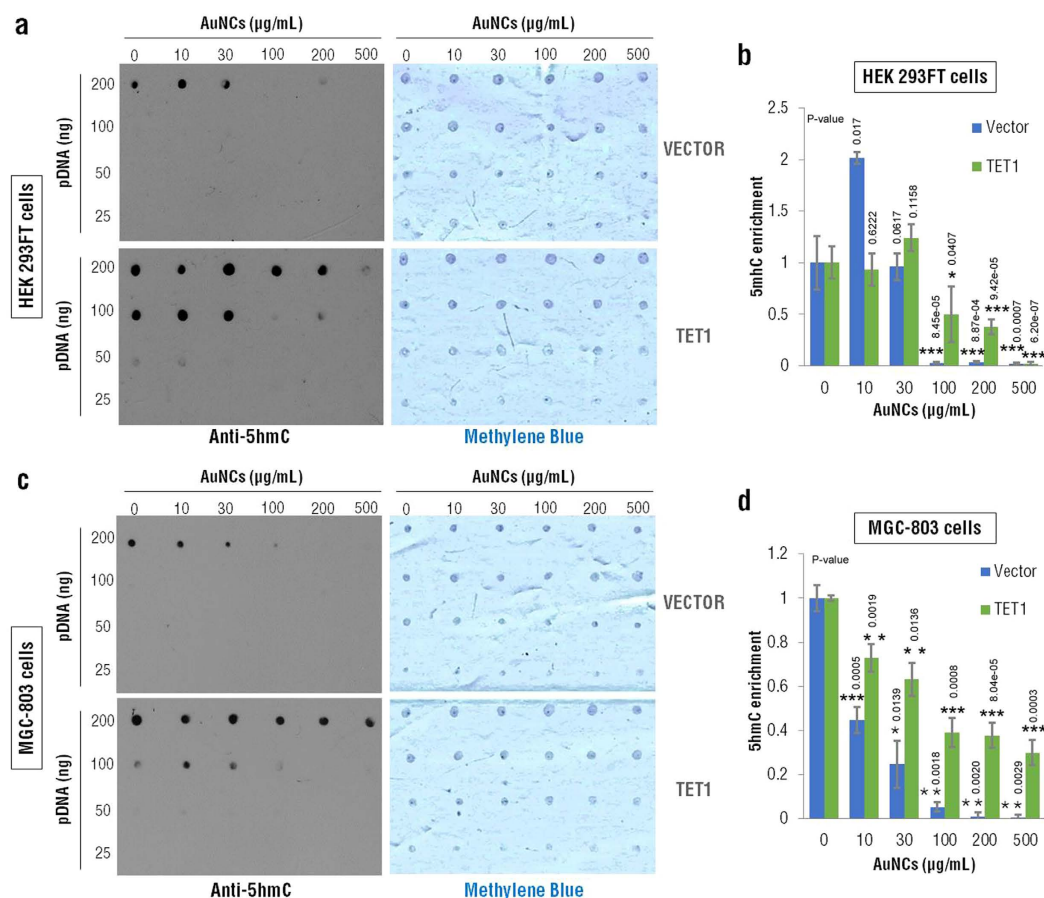 a
AuNCs (µg/mL)
AuNCs (µg/mL)
0 10 30 100 200 500
0 10 30 100 200 500
HEK 293FT cells
pDNA (ng)
200
100
50
25
VECTOR
pDNA (ng)
200
100
50
25
TET1
Anti-5hmC
Methylene Blue
b
HEK 293FT cells
P-value
Vector
TET1
5mhC enrichment
2.5
2
1.5
1
0.5
0
0.017
0.6222
0.0617
0.1158
*** 8.45e-05
* 0.0407
*** 8.87e-04
*** 9.42e-05
*** 0.0.0007
*** 6.20e-07
0 10 30 100 200 500
AuNCs (µg/mL)
c
AuNCs (µg/mL)
AuNCs (µg/mL)
0 10 30 100 200 500
0 10 30 100 200 500
MGC-803 cells
pDNA (ng)
200
100
50
25
VECTOR
pDNA (ng)
200
100
50
25
TET1
Anti-5hmC
Methylene Blue
d
MGC-803 cells
P-value
Vector
TET1
5hmC enrichment
1.2
1
0.8
0.6
0.4
0.2
0
*** 0.0005
* * 0.0019
* 0.0139
* * 0.0136
* * 0.0018
*** 0.0008
* * 0.0020
*** 8.04e-05
* * 0.0029
*** 0.0003
0 10 30 100 200 500
AuNCs (µg/mL)